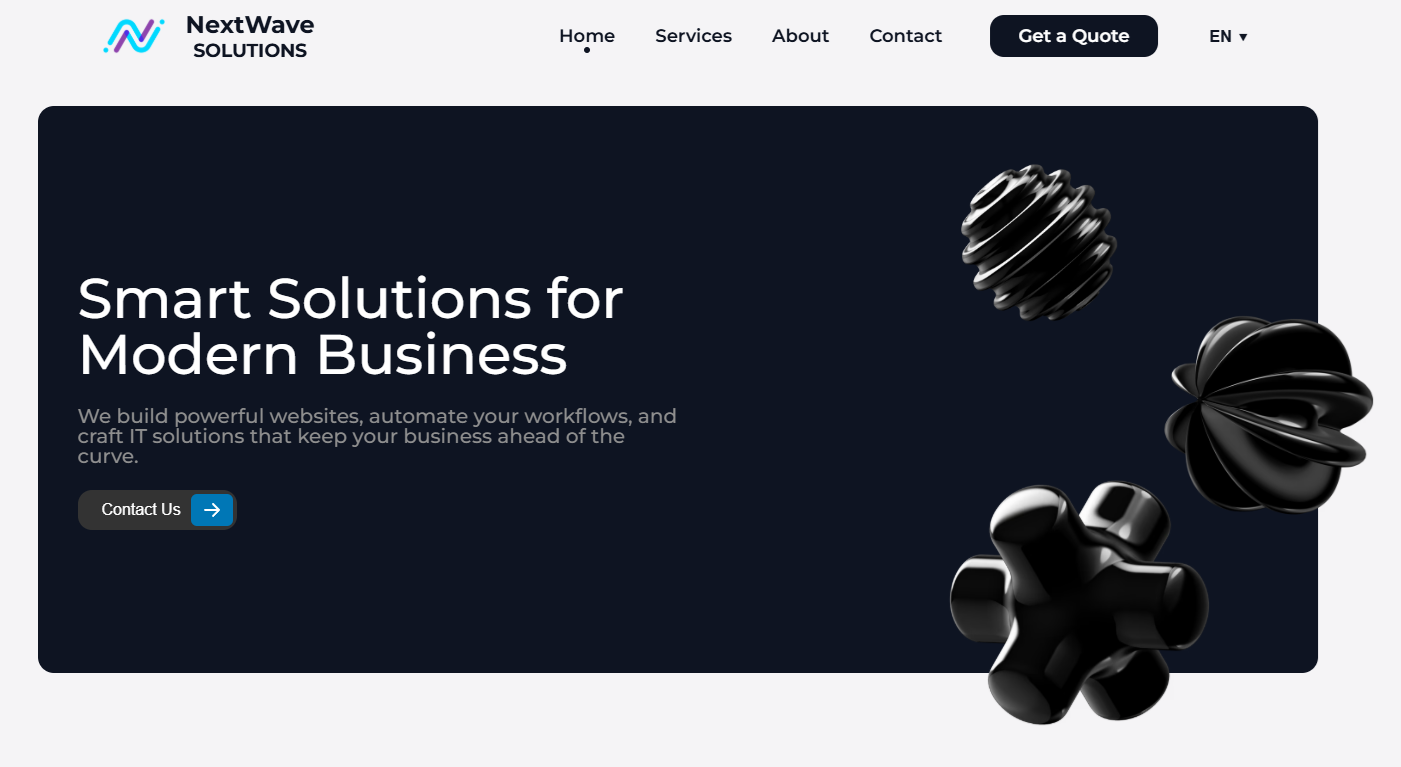 NextWave
SOLUTIONS
Home
Services
About
Contact
Get a Quote
EN ▼
Smart Solutions for
Modern Business
We build powerful websites, automate your workflows, and
craft IT solutions that keep your business ahead of the
curve.
Contact Us